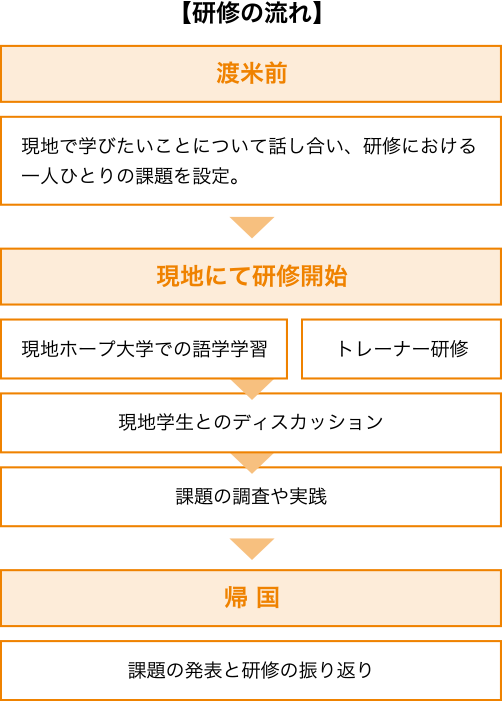 【研修の流れ】
渡米前
現地で学びたいことについて話し合い、研修における
一人ひとりの課題を設定。
現地にて研修開始
現地ホープ大学での語学学習
トレーナー研修
現地学生とのディスカッション
課題の調査や実践
帰 国
課題の発表と研修の振り返り